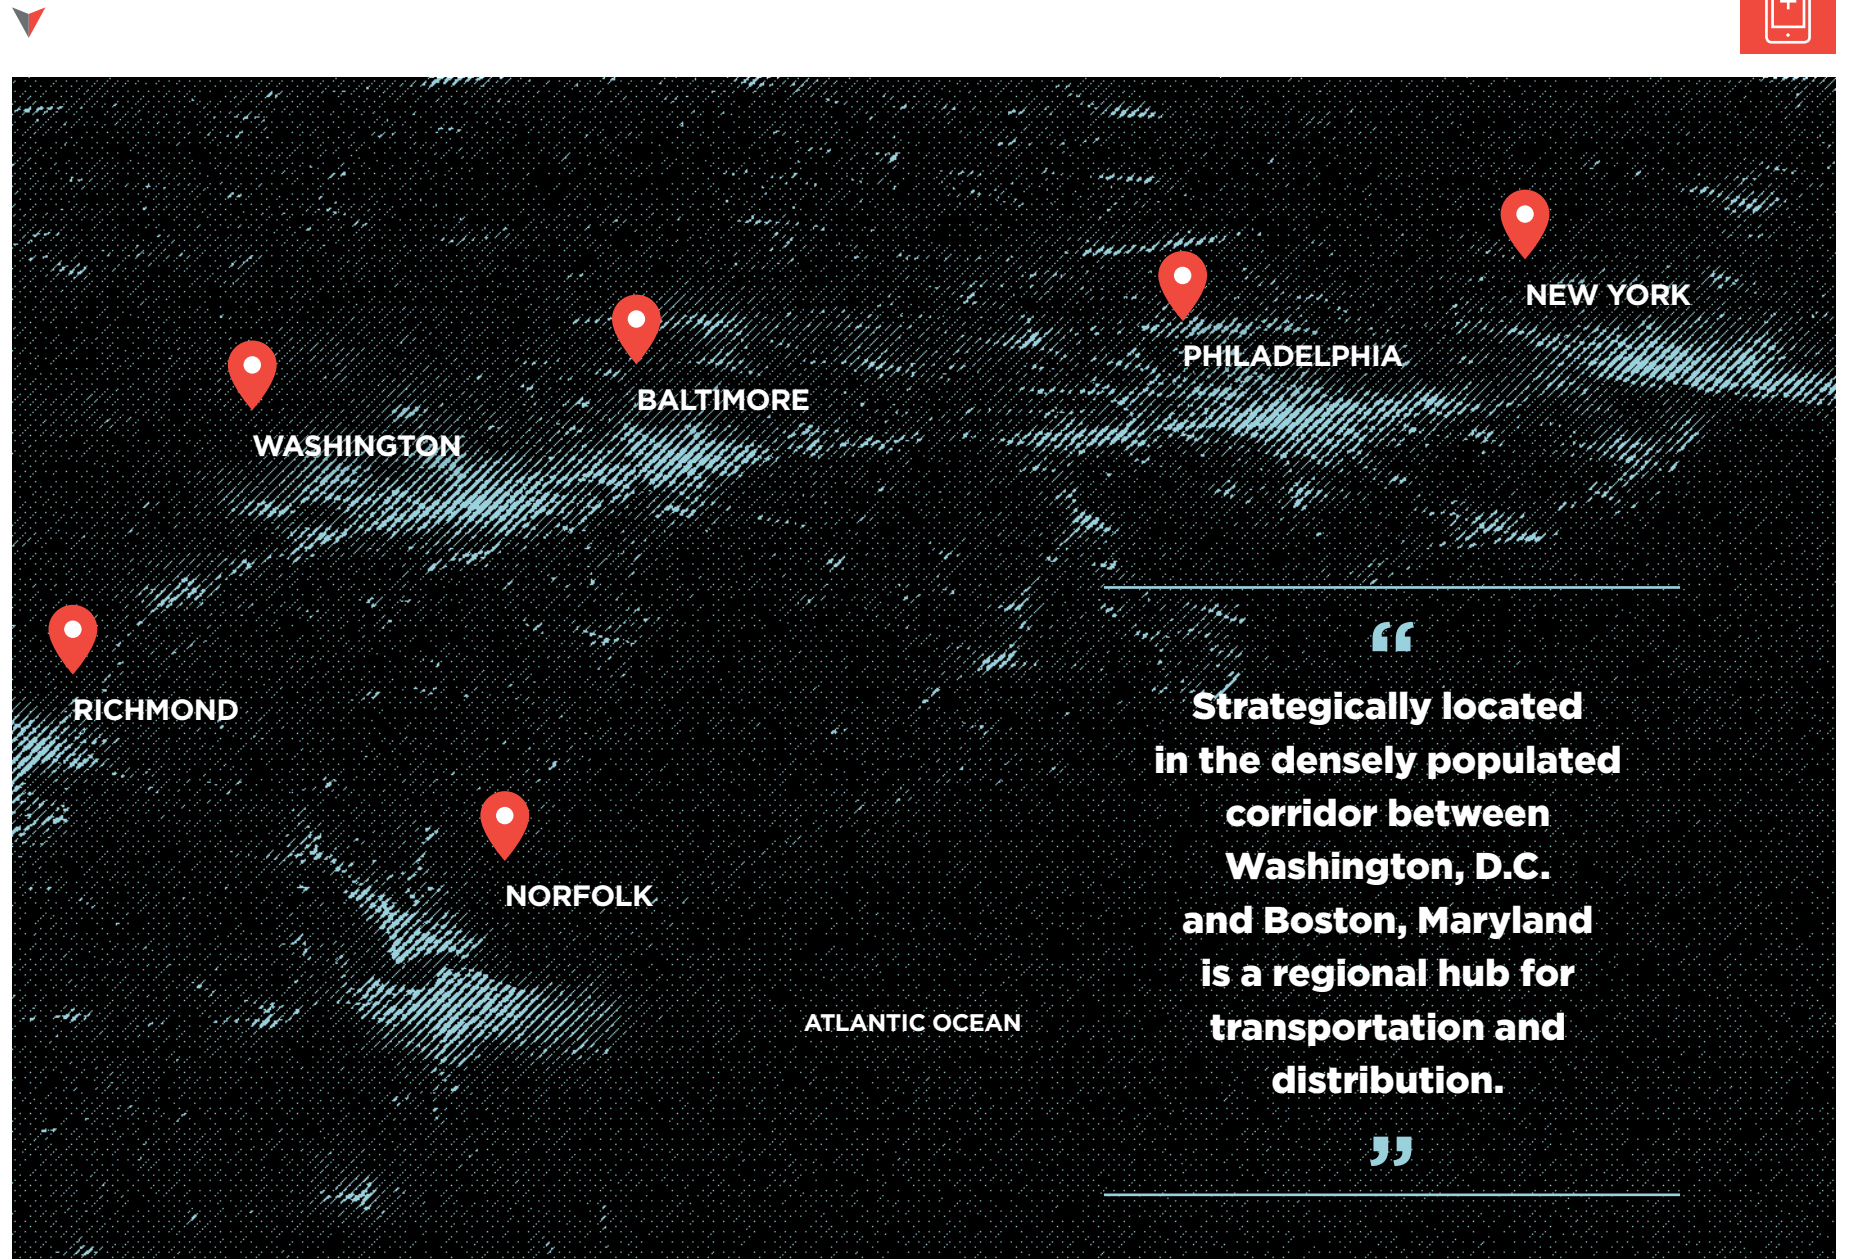 NEW YORK
PHILADELPHIA
BALTIMORE
WASHINGTON
RICHMOND
NORFOLK
ATLANTIC OCEAN
“
Strategically located
in the densely populated
corridor between
Washington, D.C.
and Boston, Maryland
is a regional hub for
transportation and
distribution.
”